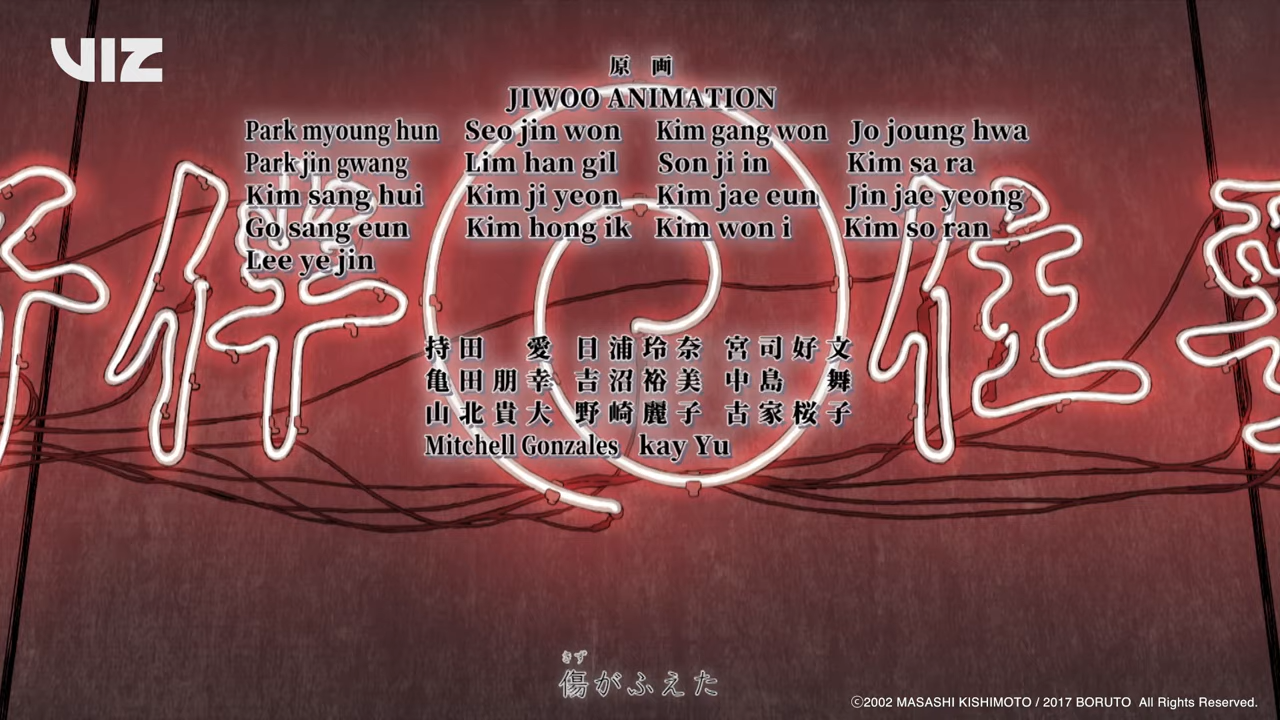 VIZ
原画
JIWOO ANIMATION
Park myoung hun Seo jin won Kim gang won Jo joung hwa
Park jin gwang Lim han gil Son ji in Kim sa ra
Kim sang hui Kim ji yeon Kim jae eun Jin jae yeong
Go sang eun Kim hong ik Kim won i Kim so ran
Lee ye jin
持田 愛 日浦玲奈 宮司好文
亀田朋幸 吉沼裕美 中島 舞
山北貴大 野崎麗子 古家桜子
Mitchell Gonzales kay Yu
きず
傷がふえた
©2002 MASASHI KISHIMOTO / 2017 BORUTO All Rights Reserved.